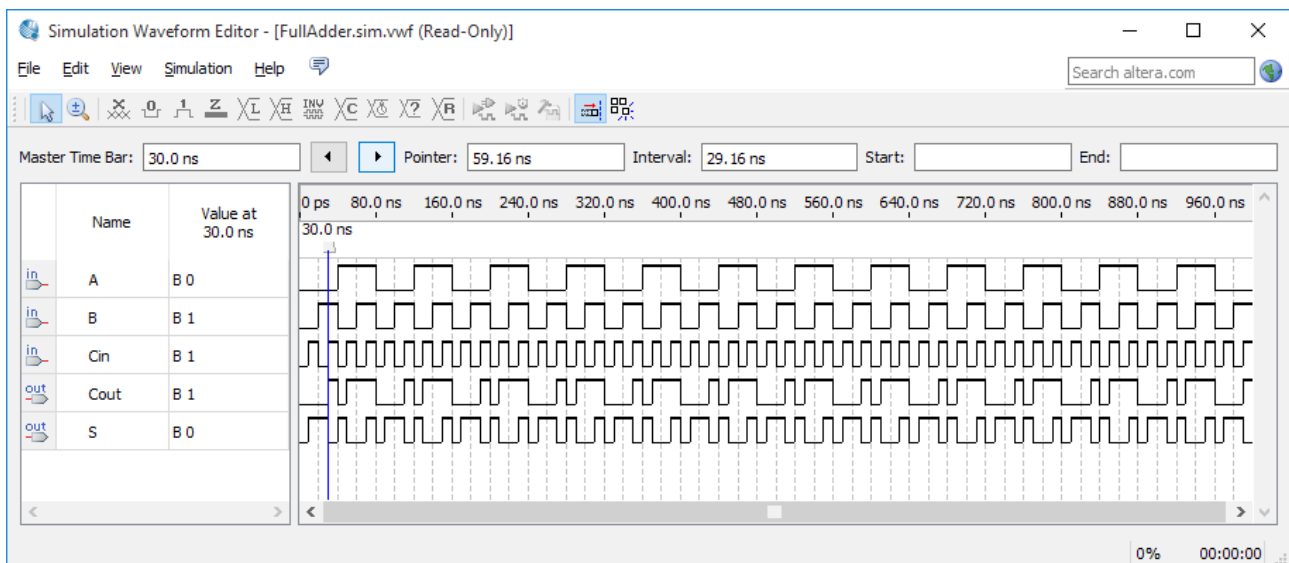 Simulation Waveform Editor - [FullAdder.sim.vwf (Read-Only)]
File Edit View Simulation Help
Search altera.com
Master Time Bar: 30.0 ns Pointer: 59.16 ns Interval: 29.16 ns Start: End:
Name
Value at
30.0 ns
0 ps 80.0 ns 160.0 ns 240.0 ns 320.0 ns 400.0 ns 480.0 ns 560.0 ns 640.0 ns 720.0 ns 800.0 ns 880.0 ns 960.0 ns
30.0 ns
in A B 0
in B B 1
in Cin B 1
out Cout B 1
out S B 0
0% 00:00:00